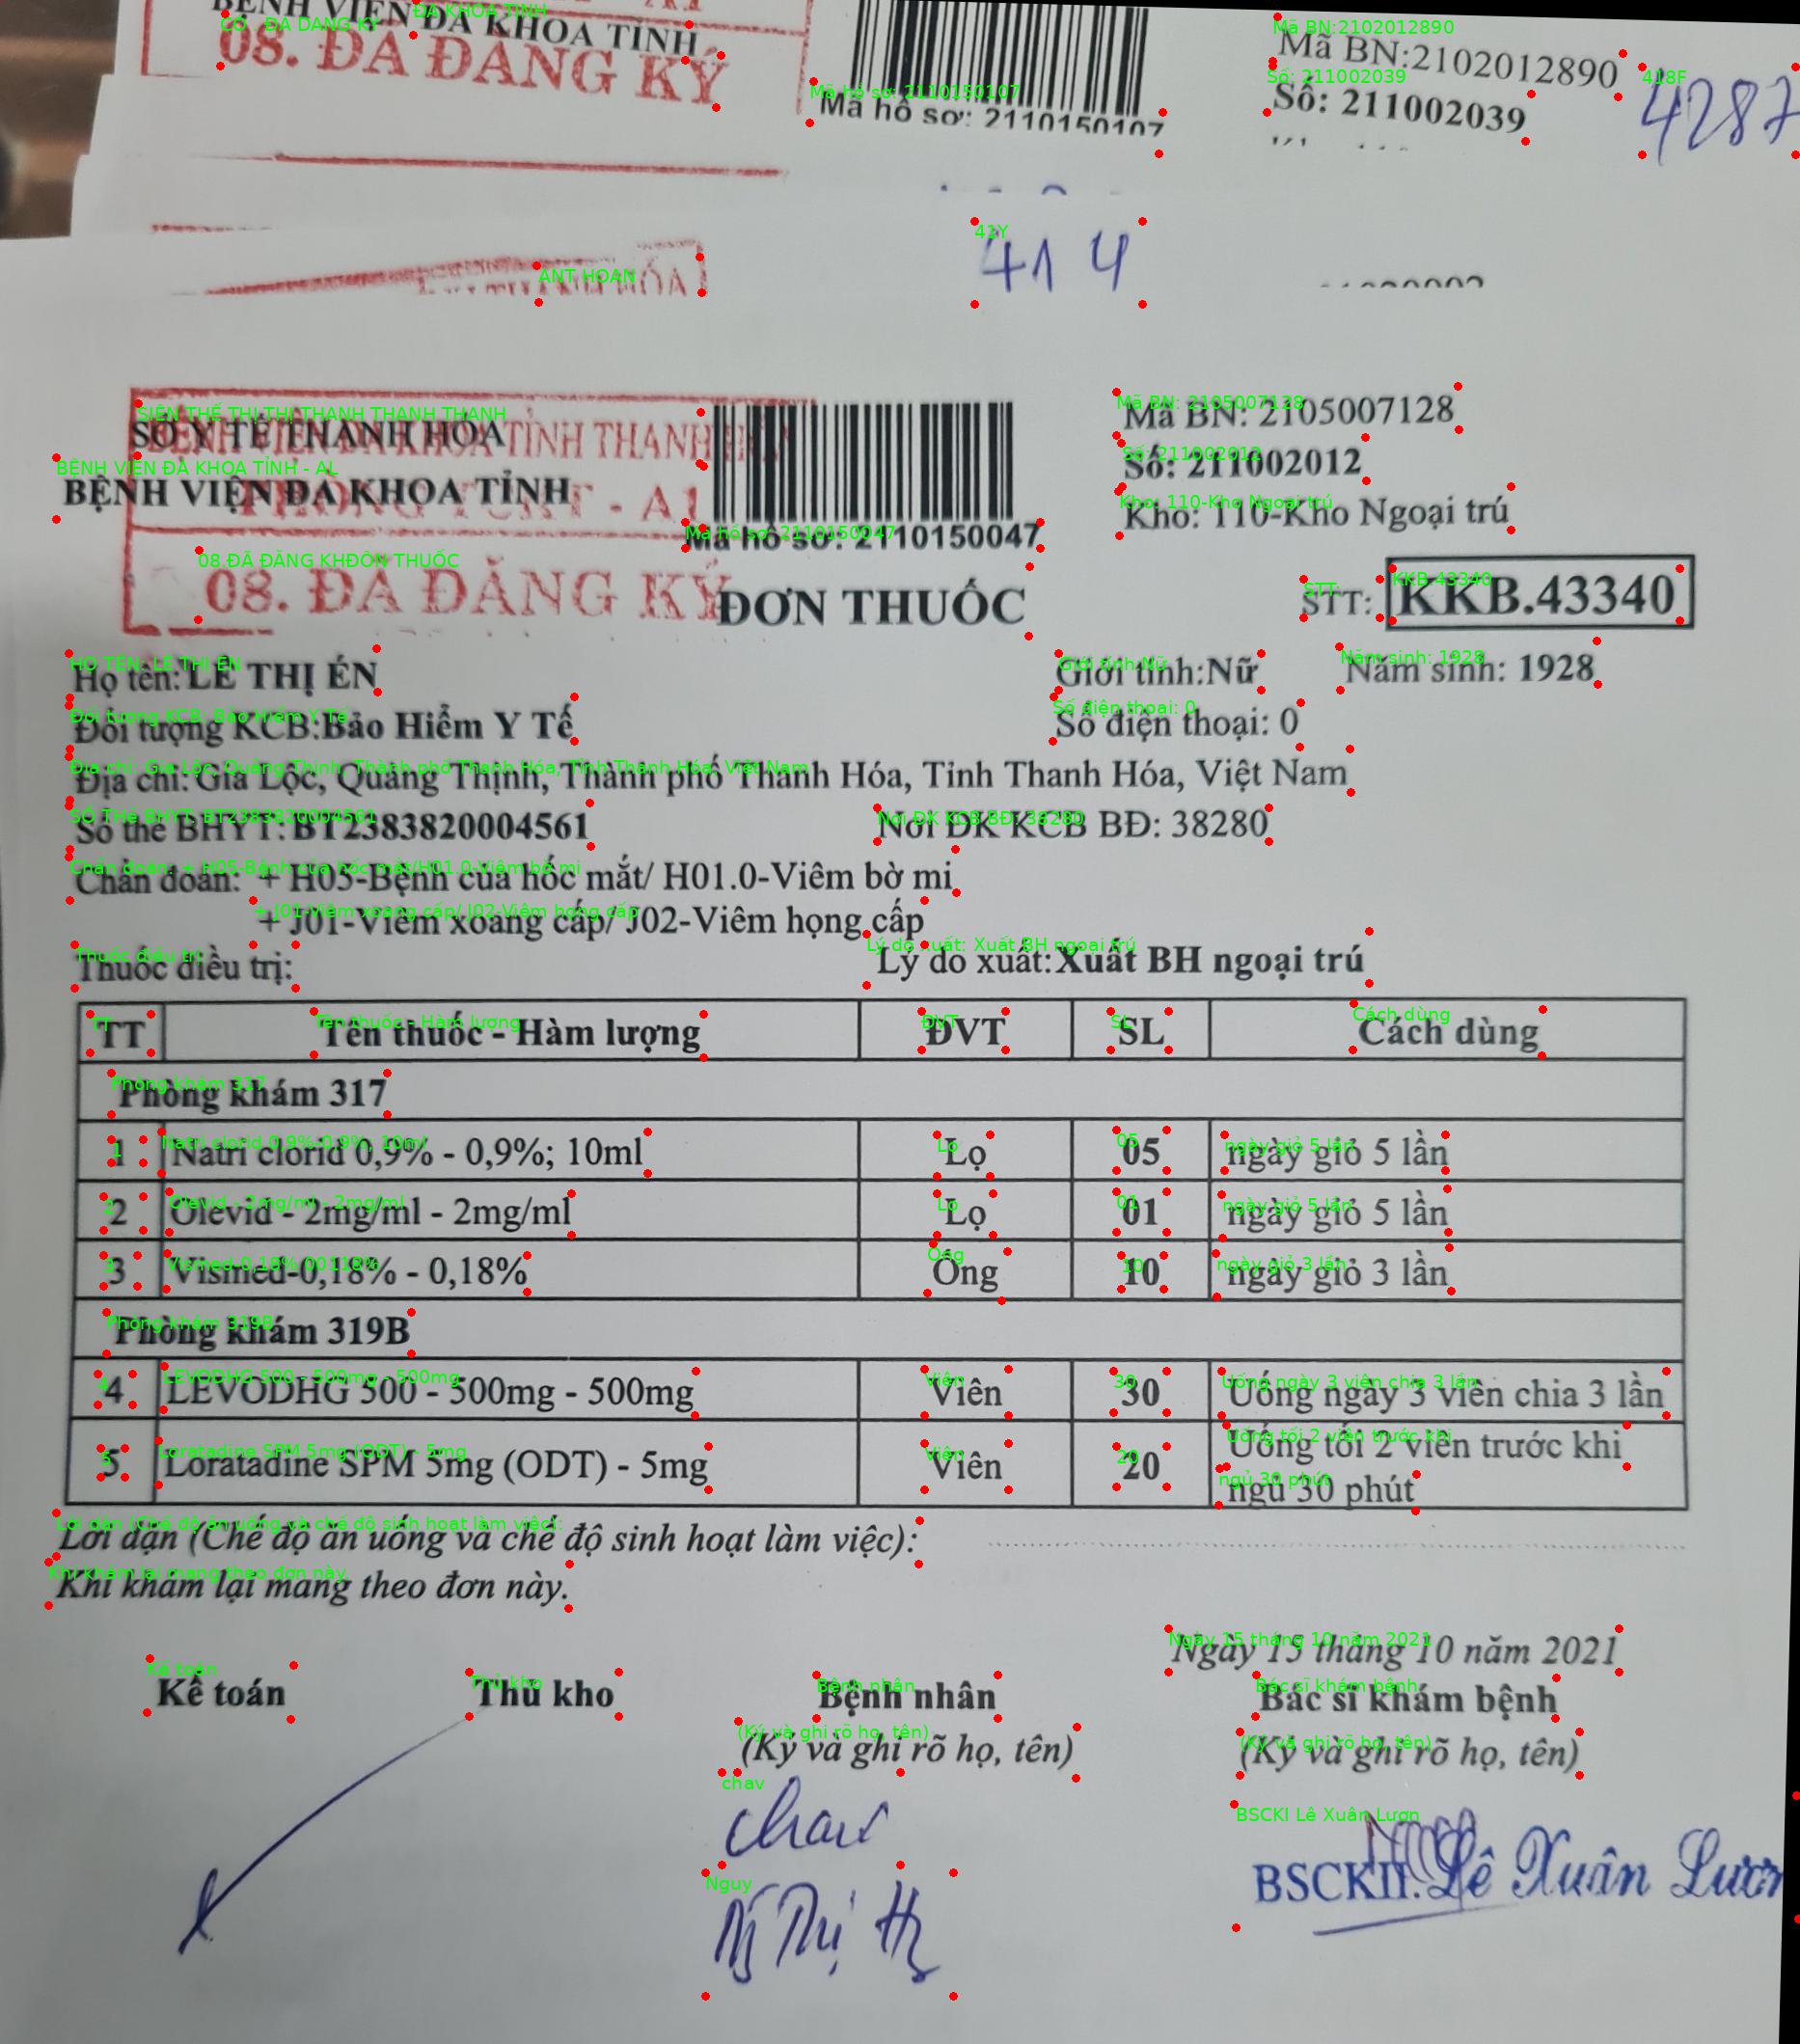 BỆNH VIỆN ĐA KHOA TỈNH
08. ĐÃ ĐĂNG KÝ
Mã hồ sơ: 2110150107
Mã BN:2102012890
Số: 211002039
4287
414
SỞ Y TẾ THANH HÓA
BỆNH VIỆN ĐA KHOA TỈNH
TỈNH THANH
- A1
08. ĐÃ ĐĂNG KÝ
Mã hồ sơ: 2110150047
Mã BN: 2105007128
Số: 211002012
Kho: 110-Kho Ngoại trú
ĐƠN THUỐC
STT: KKB.43340
Họ tên: LÊ THỊ ÉN Giới tính:Nữ Năm sinh: 1928
Đối tượng KCB:Bảo Hiểm Y Tế Số điện thoại: 0
Địa chỉ: Gia Lộc, Quảng Thịnh, Thành phố Thanh Hóa, Tỉnh Thanh Hóa, Việt Nam
Số thẻ BHYT: BT2383820004561 Nơi ĐK KCB BĐ: 38280
Chẩn đoán: + H05-Bệnh của hốc mắt/ H01.0-Viêm bờ mi
+ J01-Viêm xoang cấp/ J02-Viêm họng cấp
Thuốc điều trị: Lý do xuất: Xuất BH ngoại trú
TT Tên thuốc - Hàm lượng ĐVT SL Cách dùng
Phòng khám 317
1 Natri clorid 0,9% - 0,9%; 10ml Lọ 05 ngày giỏ 5 lần
2 Olevid - 2mg/ml - 2mg/ml Lọ 01 ngày giỏ 5 lần
3 Vismed-0,18% - 0,18% Ống 10 ngày giỏ 3 lần
Phòng khám 319B
4 LEVODHG 500 - 500mg - 500mg Viên 30 Uống ngày 3 viên chia 3 lần
5 Loratadine SPM 5mg (ODT) - 5mg Viên 20 Uống tối 2 viên trước khi
ngủ 30 phút
Lời dặn (Chế độ ăn uống và chế độ sinh hoạt làm việc):
Khi khám lại mang theo đơn này.
Ngày 15 tháng 10 năm 2021
Kế toán Thủ kho Bệnh nhân Bác sĩ khám bệnh
(Ký và ghi rõ họ, tên) (Ký và ghi rõ họ, tên)
BSCKII. Lê Xuân